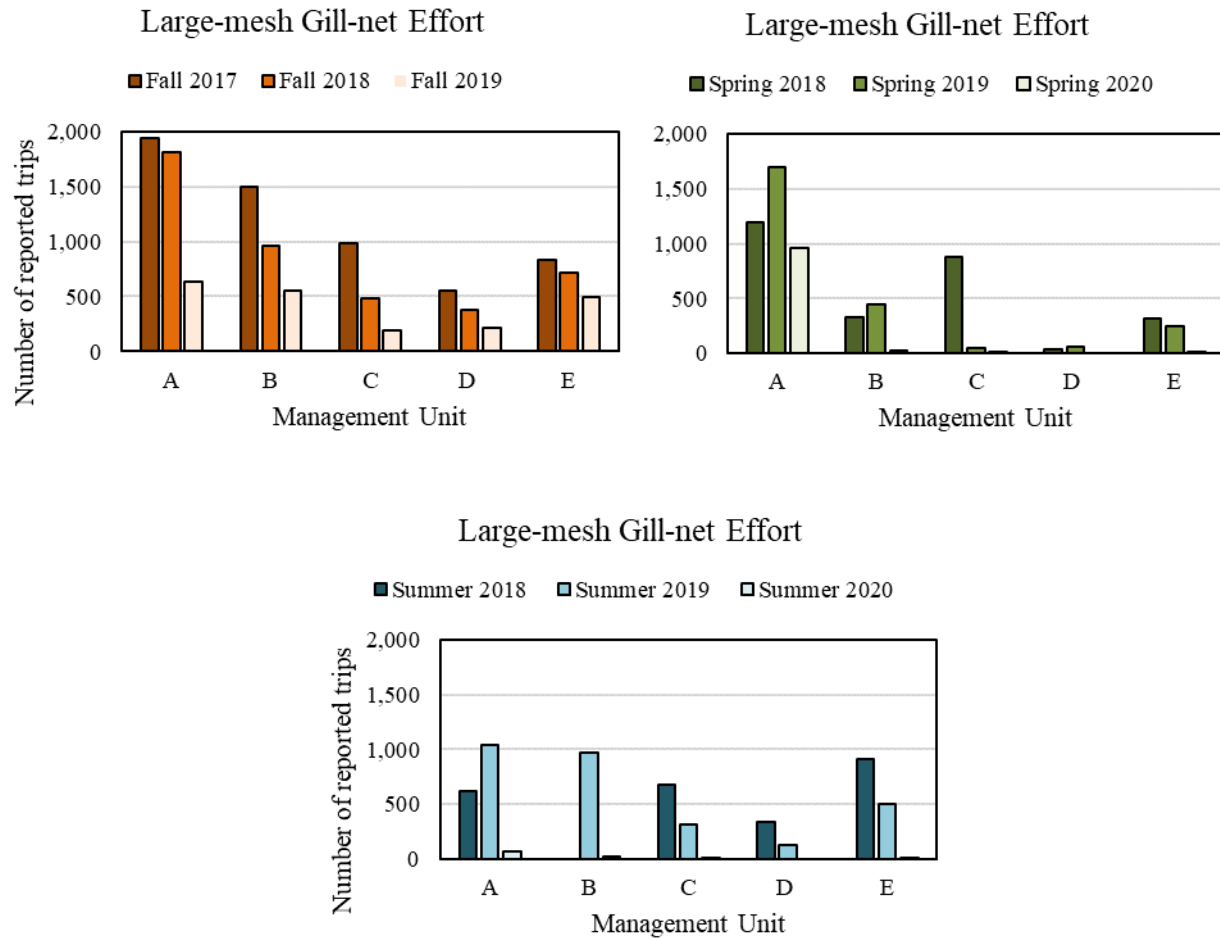 Large-mesh Gill-net Effort
Fall 2017 Fall 2018 Fall 2019
Number of reported trips
2,000
1,500
1,000
500
0
A B C D E
Management Unit
Large-mesh Gill-net Effort
Spring 2018 Spring 2019 Spring 2020
2,000
1,500
1,000
500
0
A B C D E
Management Unit
Large-mesh Gill-net Effort
Summer 2018 Summer 2019 Summer 2020
Number of reported trips
2,000
1,500
1,000
500
0
A B C D E
Management Unit